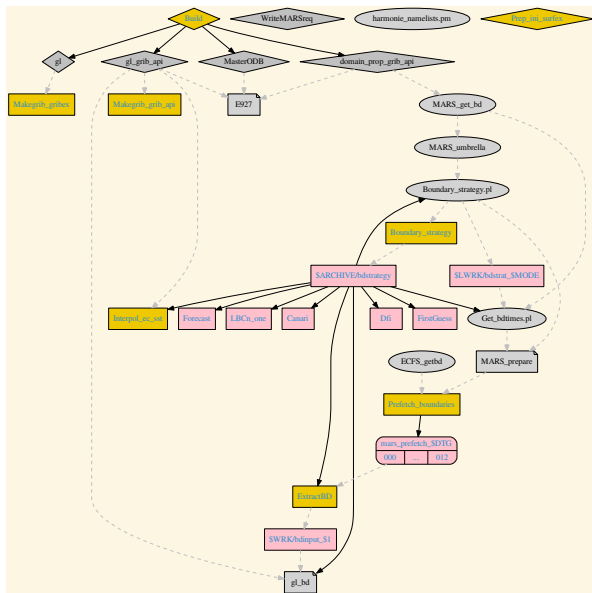 Build
WriteMARSreq
harmonie_namelists.pm
Prep_ini_surfex
gl
gl_grib_api
MasterODB
domain_prop_grib_api
Makegrib_gribex
Makegrib_grib_api
E927
MARS_get_bd
MARS_umbrella
Boundary_strategy.pl
Boundary_strategy
$ARCHIVE/bdstrategy
$LWRK/bdstrat_$MODE
Interpol_ec_sst
Forecast
LBCn_one
Canari
Dfi
FirstGuess
Get_bdtimes.pl
ECFS_getbd
MARS_prepare
Prefetch_boundaries
mars_prefetch_$DTG
000 ... 012
ExtractBD
$WRK/bdinput_$1
gl_bd